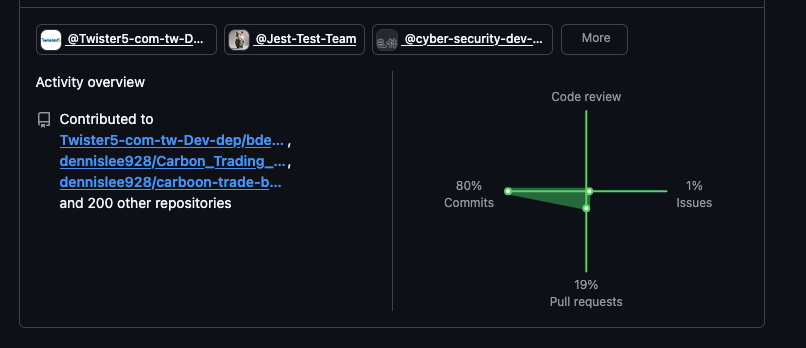 @Twister5-com-tw-D...
@Jest-Test-Team
@cyber-security-dev-...
More
Activity overview
Contributed to
Twister5-com-tw-Dev-dep/bde... ,
dennislee928/Carbon_Trading_... ,
dennislee928/carboon-trade-b...
and 200 other repositories
Code review
80%
Commits
1%
Issues
19%
Pull requests